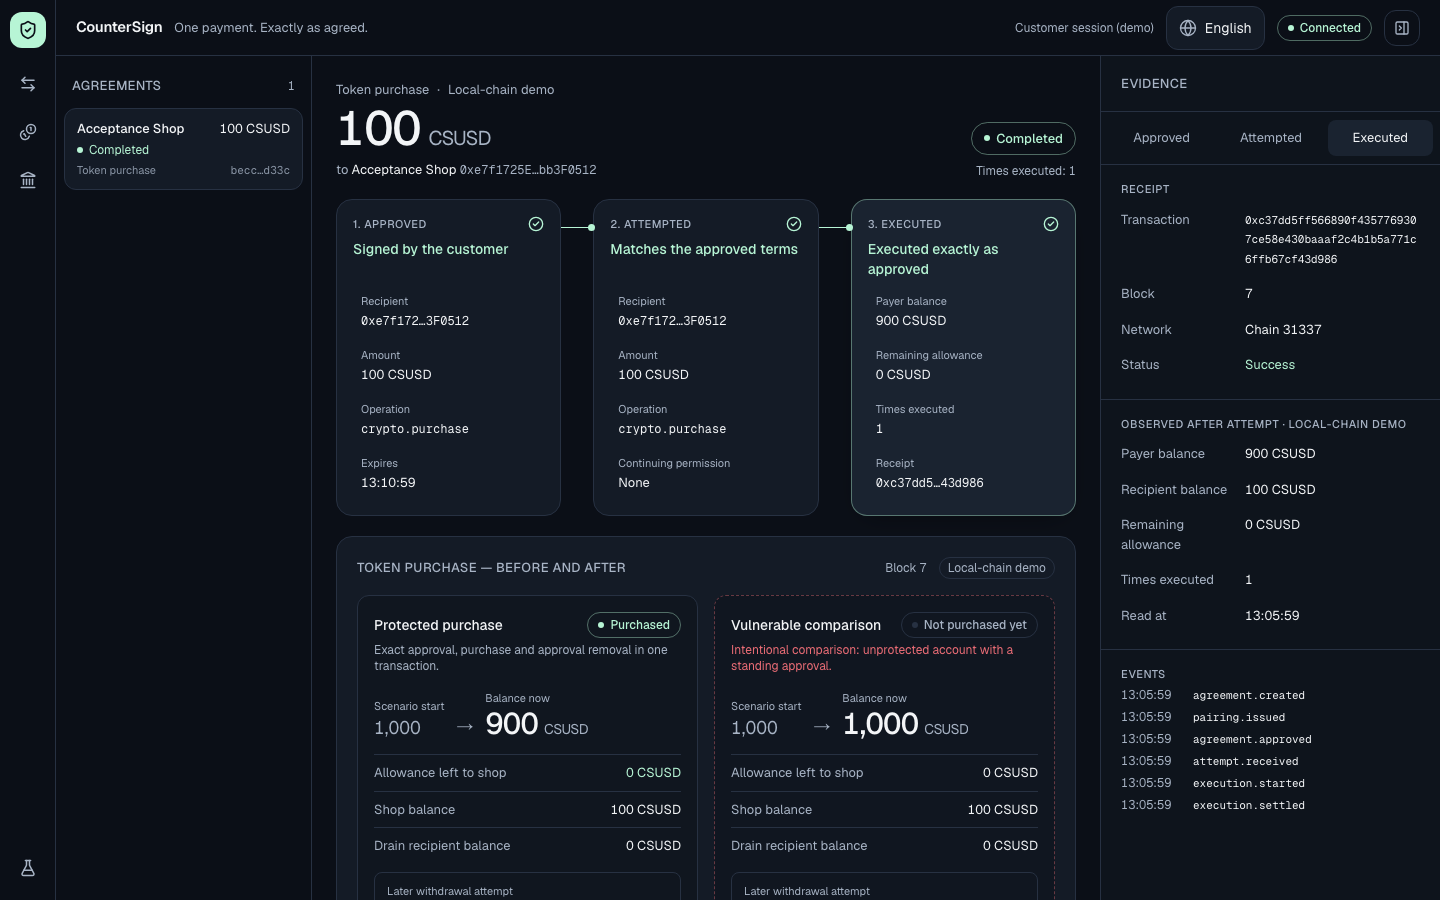 CounterSign One payment. Exactly as agreed.
Customer session (demo) English Connected
AGREEMENTS 1
Acceptance Shop 100 CSUSD
Completed
Token purchase becc…d33c
Token purchase · Local-chain demo
100 CSUSD
Completed
to Acceptance Shop 0xe7f1725E…bb3F0512
Times executed: 1
1. APPROVED
Signed by the customer
Recipient
0xe7f172…3F0512
Amount
100 CSUSD
Operation
crypto.purchase
Expires
13:10:59
2. ATTEMPTED
Matches the approved terms
Recipient
0xe7f172…3F0512
Amount
100 CSUSD
Operation
crypto.purchase
Continuing permission
None
3. EXECUTED
Executed exactly as
approved
Payer balance
900 CSUSD
Remaining allowance
0 CSUSD
Times executed
1
Receipt
0xc37dd5…43d986
TOKEN PURCHASE — BEFORE AND AFTER
Block 7 Local-chain demo
Protected purchase Purchased
Exact approval, purchase and approval removal in one
transaction.
Scenario start
1,000
→
Balance now
900 CSUSD
Allowance left to shop 0 CSUSD
Shop balance 100 CSUSD
Drain recipient balance 0 CSUSD
Later withdrawal attempt
Vulnerable comparison Not purchased yet
Intentional comparison: unprotected account with a
standing approval.
Scenario start
1,000
→
Balance now
1,000 CSUSD
Allowance left to shop 0 CSUSD
Shop balance 100 CSUSD
Drain recipient balance 0 CSUSD
Later withdrawal attempt
EVIDENCE
Approved Attempted Executed
RECEIPT
Transaction 0xc37dd5ff566890f435776930
7ce58e430baaaf2c4b1b5a771c
6ffb67cf43d986
Block 7
Network Chain 31337
Status Success
OBSERVED AFTER ATTEMPT · LOCAL-CHAIN DEMO
Payer balance 900 CSUSD
Recipient balance 100 CSUSD
Remaining 0 CSUSD
allowance
Times executed 1
Read at 13:05:59
EVENTS
13:05:59 agreement.created
13:05:59 pairing.issued
13:05:59 agreement.approved
13:05:59 attempt.received
13:05:59 execution.started
13:05:59 execution.settled